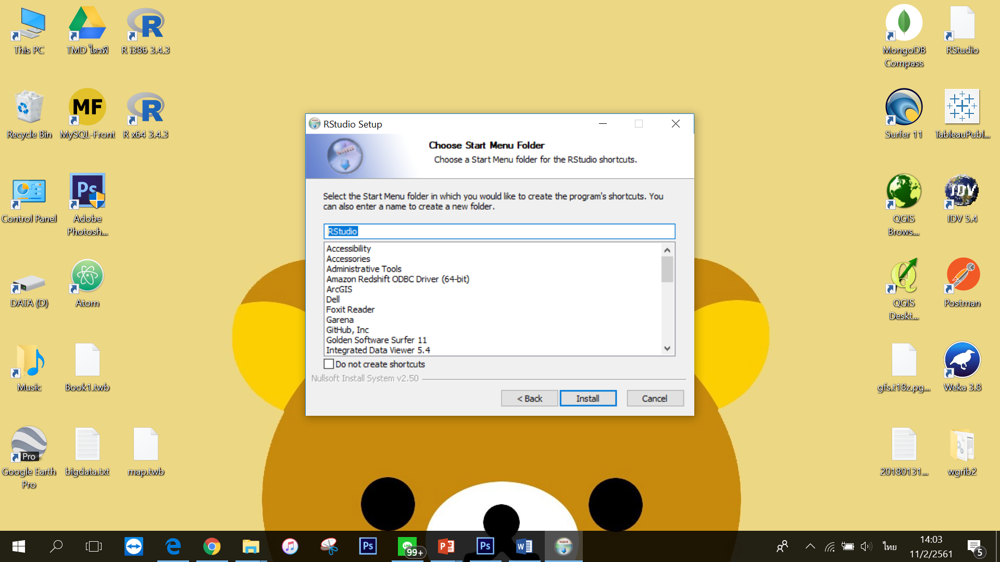 This PC
TMD ไดรฟ์
R i386 3.4.3
MongoDB
Compass
RStudio
MF
Recycle Bin
MySQL-Front
R x64 3.4.3
Surfer 11
TableauPubl...
Ps
Control Panel
Adobe
Photosh...
QGIS
Brows...
IDV
IDV 5.4
DATA (D)
Atom
QGIS
Deskt...
Postman
Music
Book1.twb
gfs.t18z.pg...
Weka 3.8
Pro
Google Earth
Pro
bigdata.txt
map.twb
20180131...
wgrib2
RStudio Setup
Choose Start Menu Folder
Choose a Start Menu folder for the RStudio shortcuts.
Select the Start Menu folder in which you would like to create the program's shortcuts. You
can also enter a name to create a new folder.
RStudio
Accessibility
Accessories
Administrative Tools
Amazon Redshift ODBC Driver (64-bit)
ArcGIS
Dell
Foxit Reader
Garena
GitHub, Inc
Golden Software Surfer 11
Integrated Data Viewer 5.4
Do not create shortcuts
Nullsoft Install System v2.50
< Back
Install
Cancel
Ps
99+
Ps
ไทย
14:03
11/2/2561
5